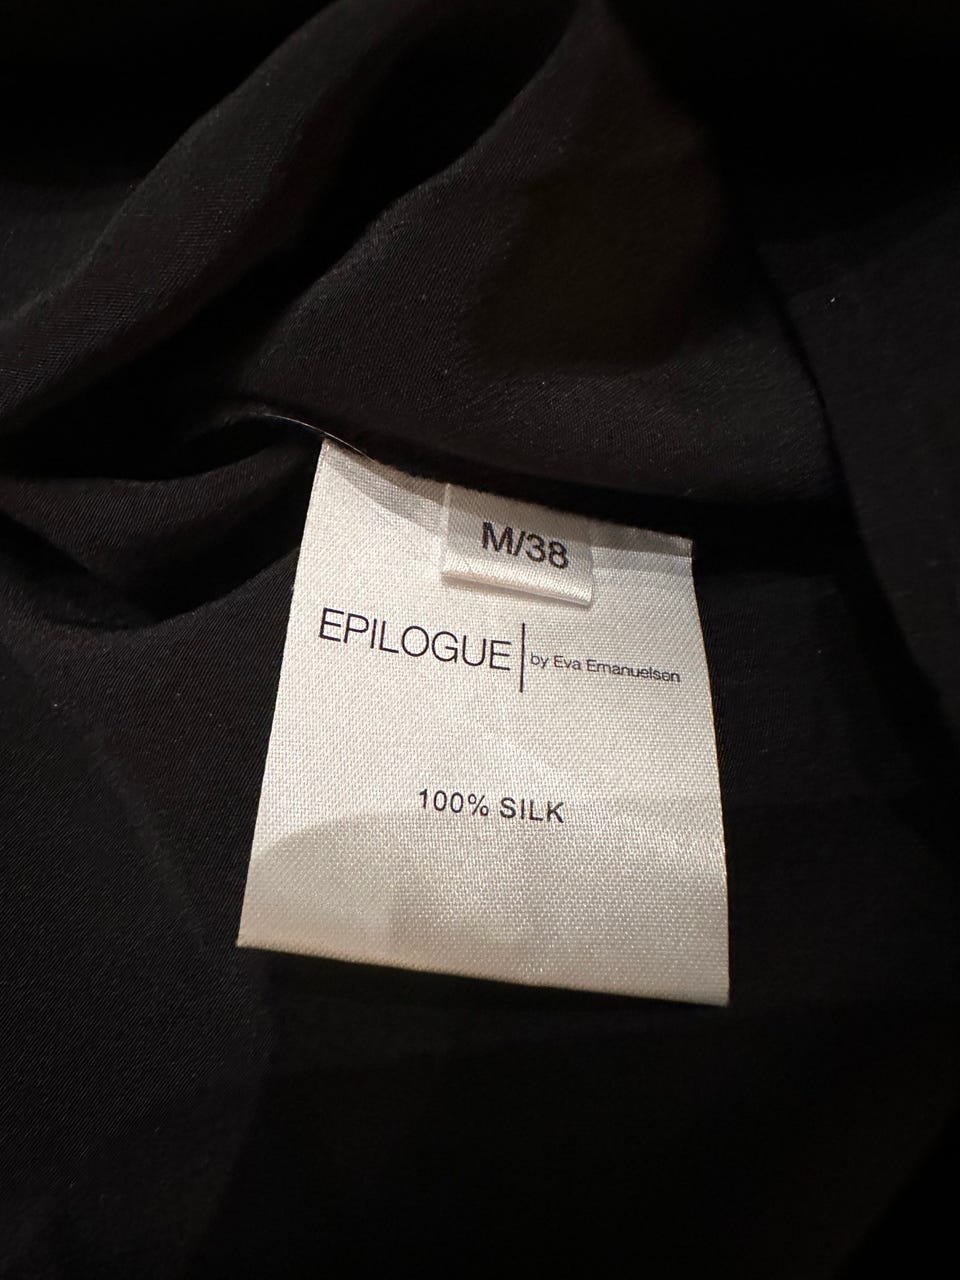 M/38
EPILOGUE | by Eva Emanuelsen
100% SILK